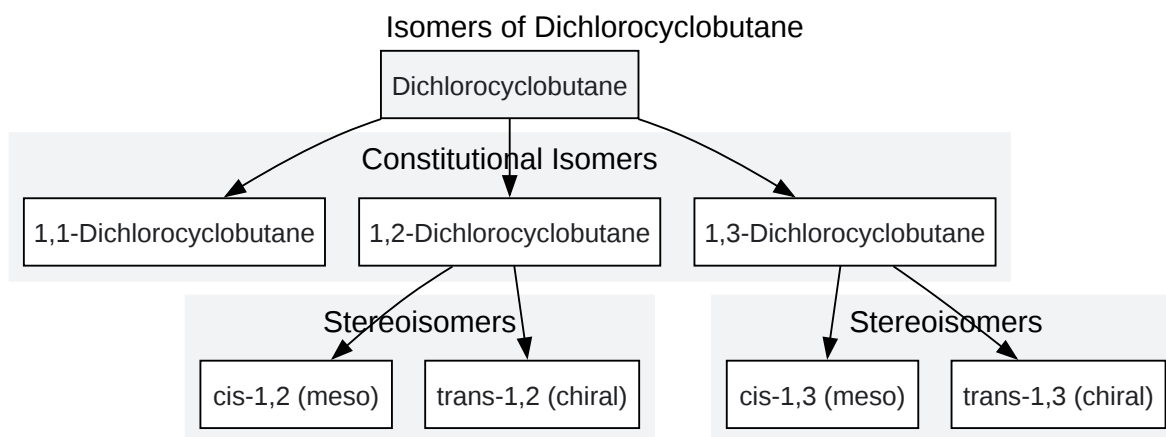 Isomers of Dichlorocyclobutane
Dichlorocyclobutane
Constitutional Isomers
1,1-Dichlorocyclobutane
1,2-Dichlorocyclobutane
1,3-Dichlorocyclobutane
Stereoisomers
Stereoisomers
cis-1,2 (meso)
trans-1,2 (chiral)
cis-1,3 (meso)
trans-1,3 (chiral)